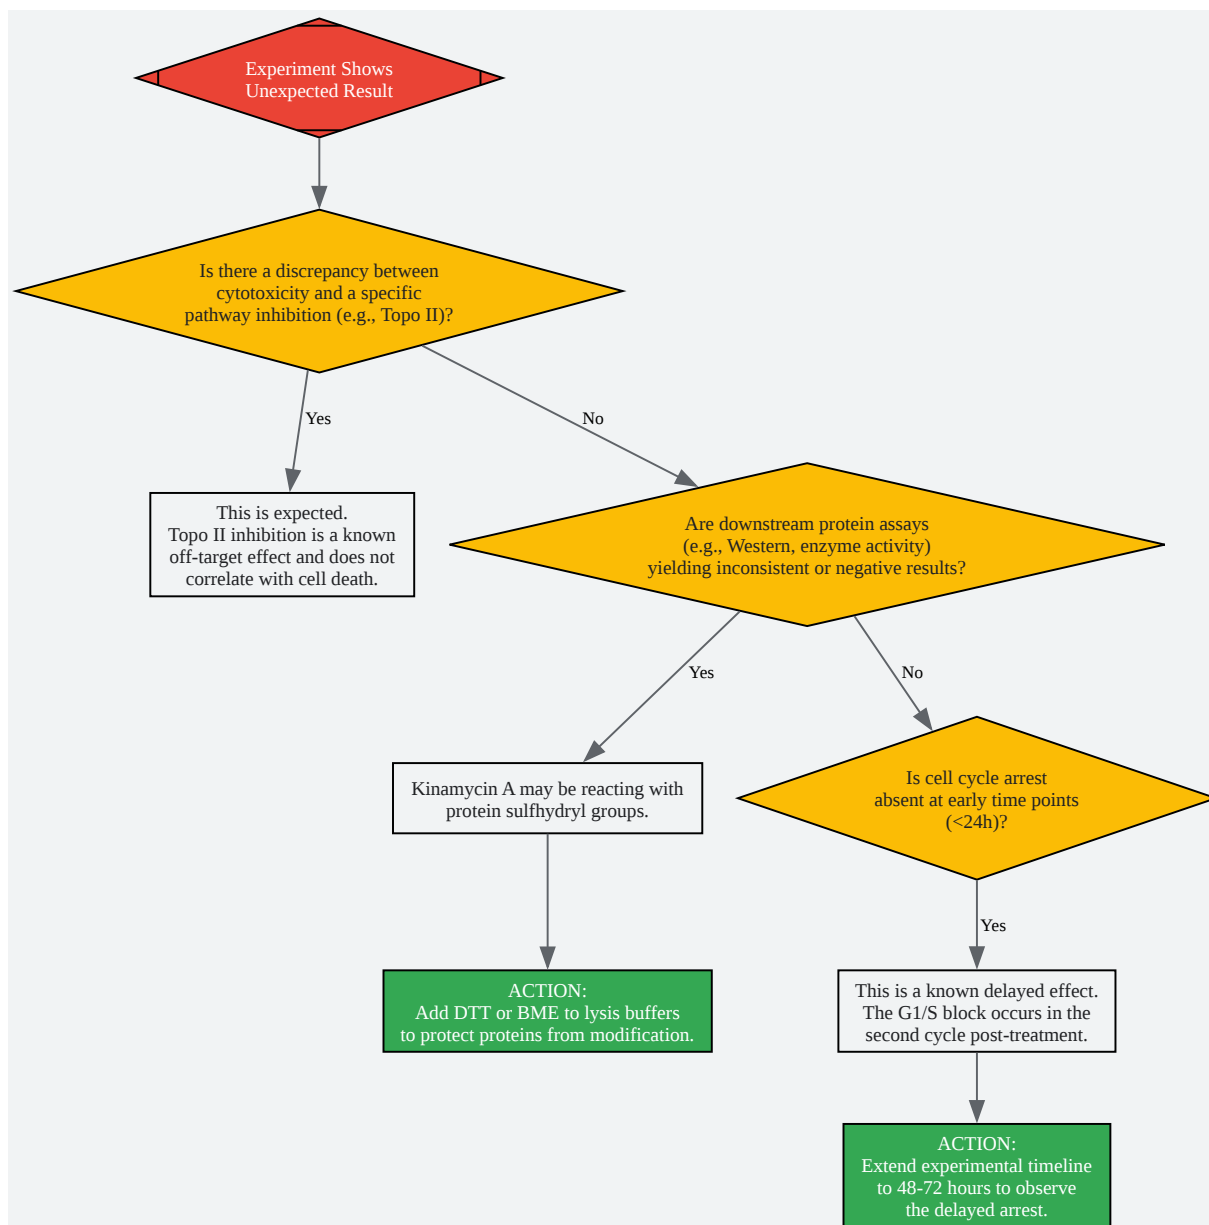 Experiment Shows
Unexpected Result
Is there a discrepancy between
cytotoxicity and a specific
pathway inhibition (e.g., Topo II)?
Yes
No
This is expected.
Topo II inhibition is a known
off-target effect and does not
correlate with cell death.
Are downstream protein assays
(e.g., Western, enzyme activity)
yielding inconsistent or negative results?
Yes
No
Kinamycin A may be reacting with
protein sulfhydryl groups.
Is cell cycle arrest
absent at early time points
(<24h)?
Yes
ACTION:
Add DTT or BME to lysis buffers
to protect proteins from modification.
This is a known delayed effect.
The G1/S block occurs in the
second cycle post-treatment.
ACTION:
Extend experimental timeline
to 48-72 hours to observe
the delayed arrest.